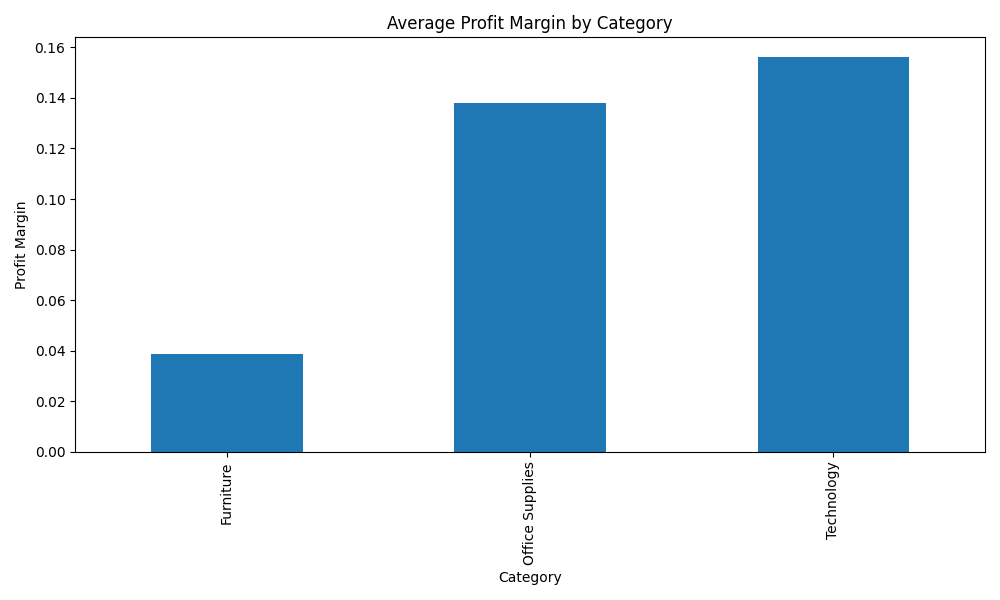 Average Profit Margin by Category
0.16
0.14
0.12
0.10
0.08
0.06
0.04
0.02
0.00
Profit Margin
Furniture
Office Supplies
Technology
Category